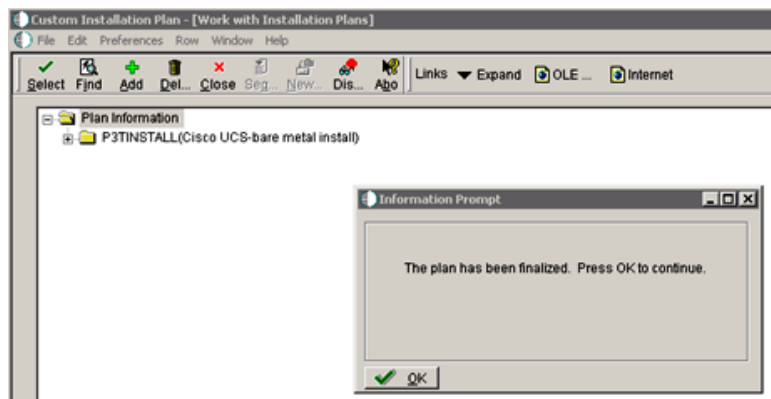 Custom Installation Plan - [Work with Installation Plans]
File Edit Preferences Row Window Help
Select Find Add Del... Close Seq... New... Dis... Abo Links Expand OLE ... Internet
Plan Information
P3TINSTALL(Cisco UCS-bare metal install)
Information Prompt
The plan has been finalized. Press OK to continue.
OK